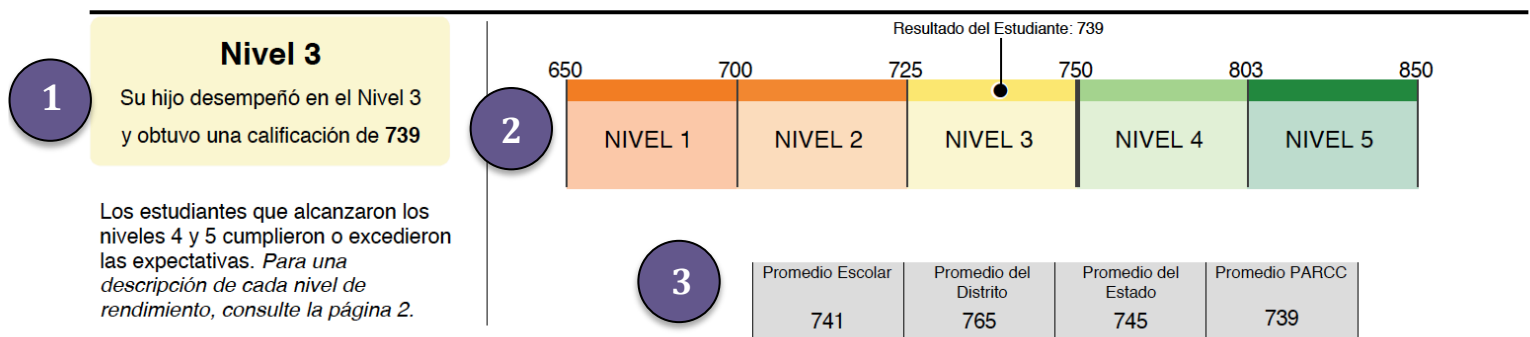 1
Nivel 3
Su hijo desempeñó en el Nivel 3
y obtuvo una calificación de 739
Los estudiantes que alcanzaron los
niveles 4 y 5 cumplieron o excedieron
las expectativas. Para una
descripción de cada nivel de
rendimiento, consulte la página 2.
2
Resultado del Estudiante: 739
650 700 725 750 803 850
NIVEL 1 NIVEL 2 NIVEL 3 NIVEL 4 NIVEL 5
3
Promedio Escolar
741
Promedio del
Distrito
765
Promedio del
Estado
745
Promedio PARCC
739